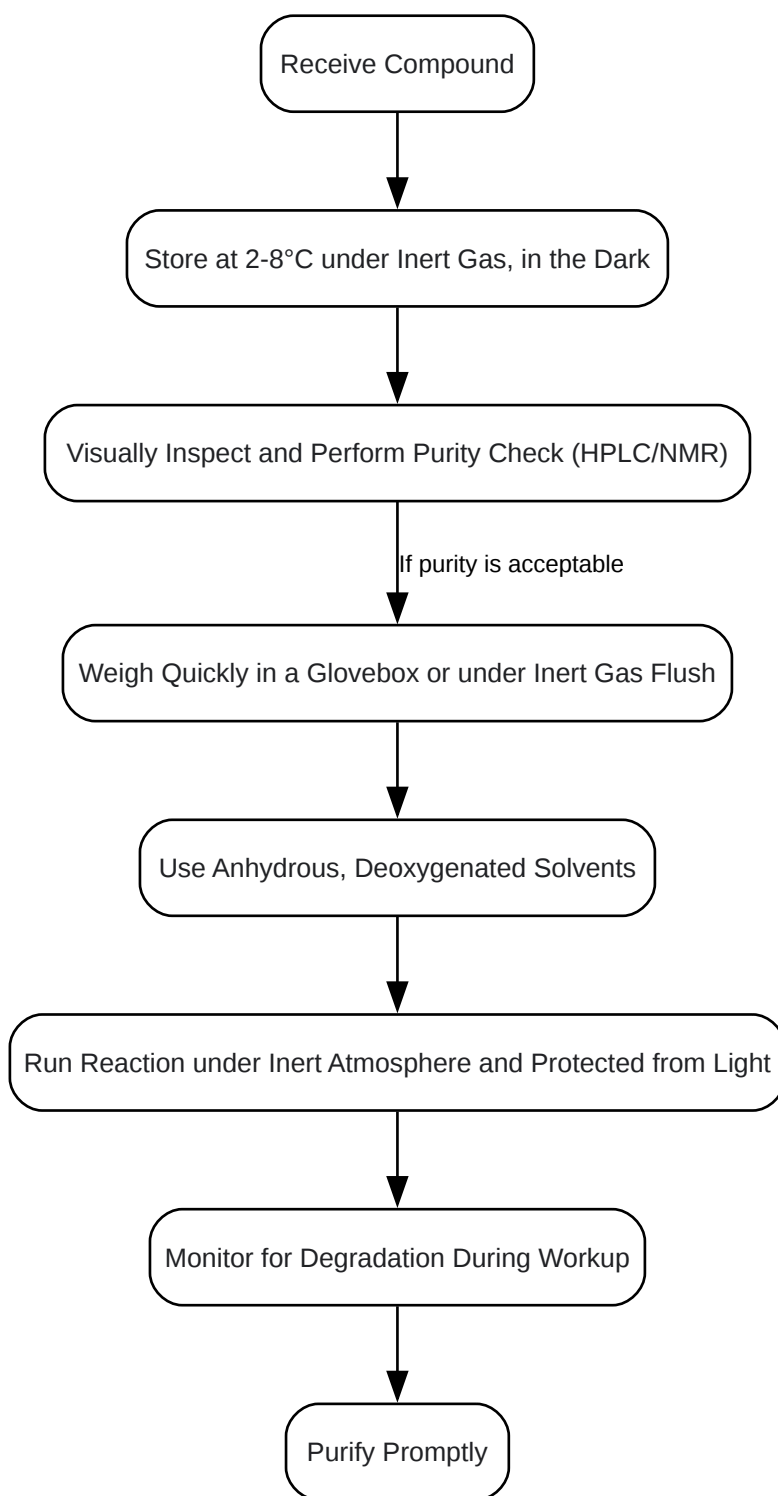 Receive Compound
Store at 2-8°C under Inert Gas, in the Dark
Visually Inspect and Perform Purity Check (HPLC/NMR)
If purity is acceptable
Weigh Quickly in a Glovebox or under Inert Gas Flush
Use Anhydrous, Deoxygenated Solvents
Run Reaction under Inert Atmosphere and Protected from Light
Monitor for Degradation During Workup
Purify Promptly